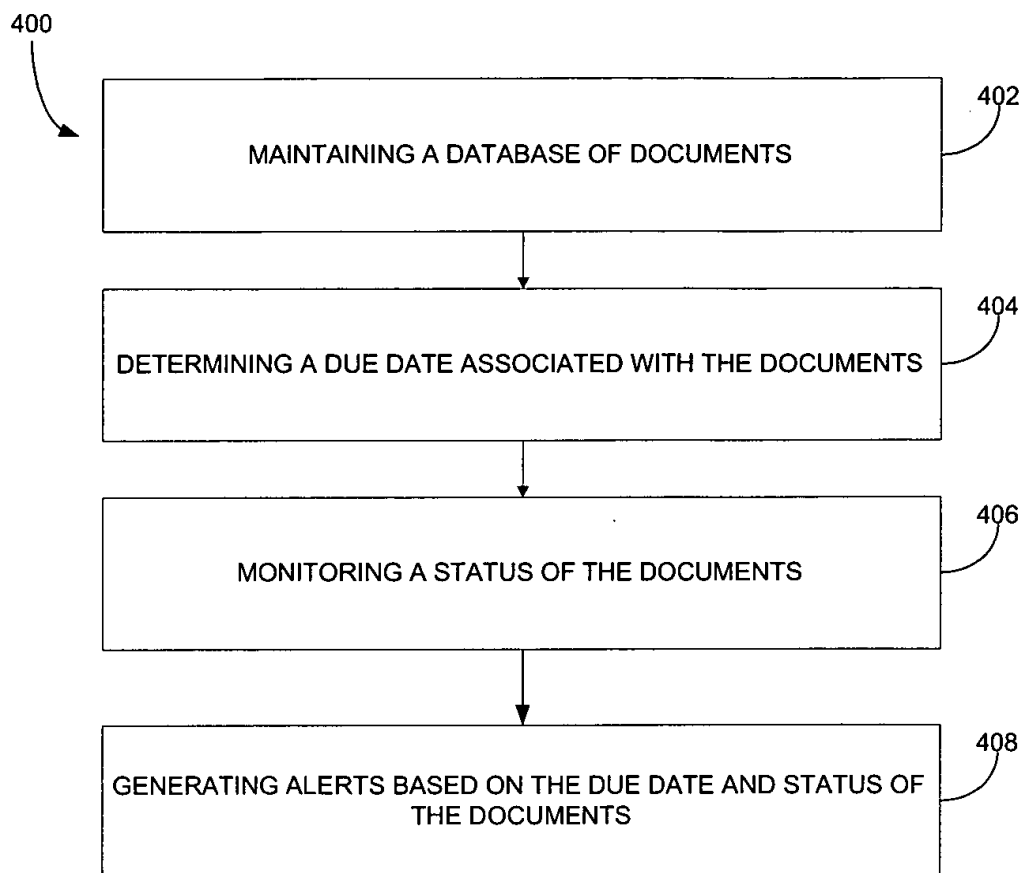 400
402
MAINTAINING A DATABASE OF DOCUMENTS
404
DETERMINING A DUE DATE ASSOCIATED WITH THE DOCUMENTS
406
MONITORING A STATUS OF THE DOCUMENTS
408
GENERATING ALERTS BASED ON THE DUE DATE AND STATUS OF
THE DOCUMENTS